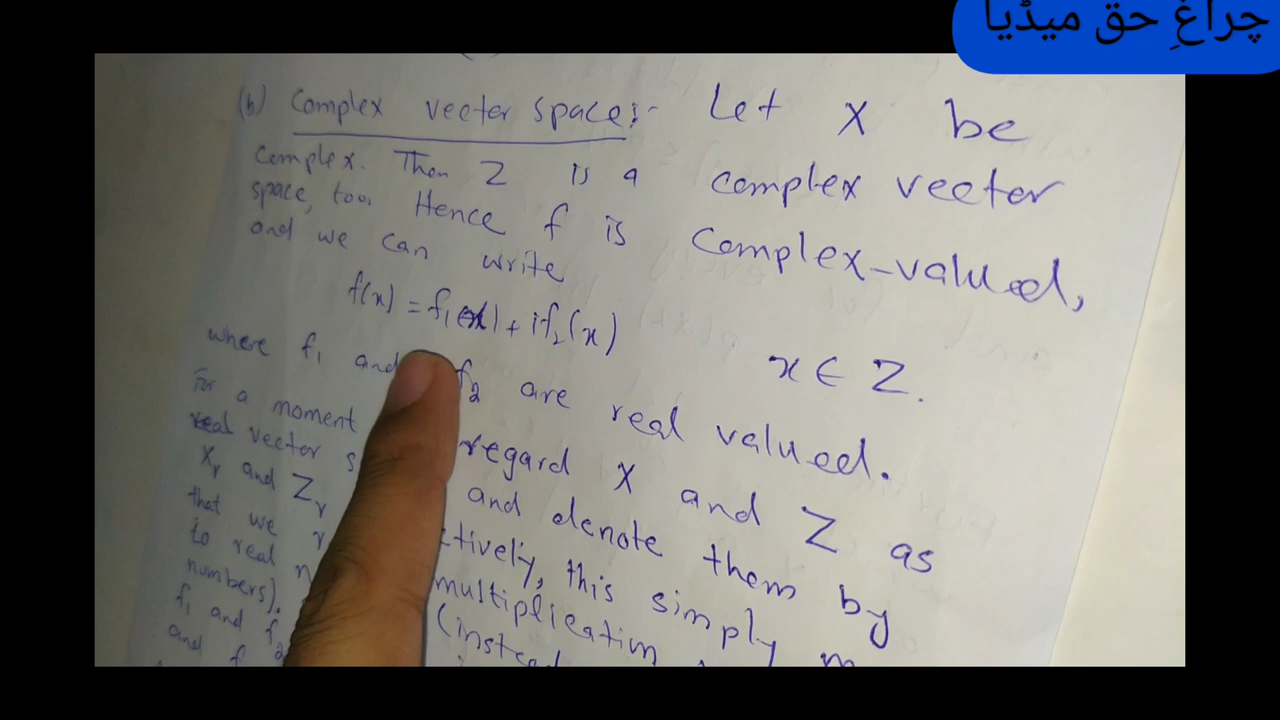 چراغِ حق میڈیا
(b) Complex vector space:- Let X be
complex. Then Z is a complex vector
space, too. Hence f is complex-valued,
and we can write
f(x) = f₁(x) + if₂(x) x ∈ Z.
where f₁ and f₂ are real valued.
For a moment regard X and Z as
real vector s and denote them by
Xᵣ and Zᵣ ctively, this simply m
that we r multiplication
to real n (instead
numbers).
f₁ and f₂
and f